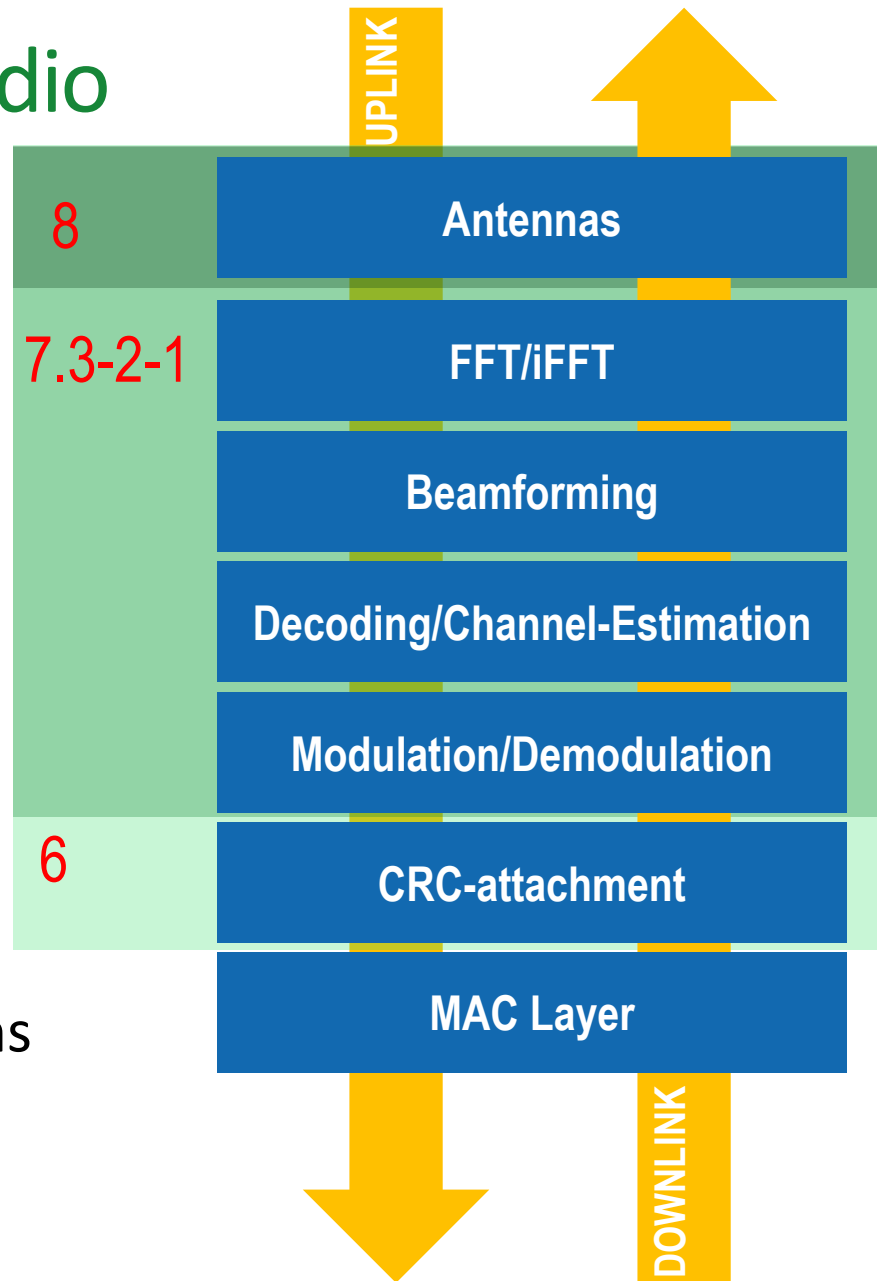 dio
UPLINK
8
Antennas
7.3-2-1
FFT/iFFT
Beamforming
Decoding/Channel-Estimation
Modulation/Demodulation
6
CRC-attachment
MAC Layer
ns
DOWNLINK